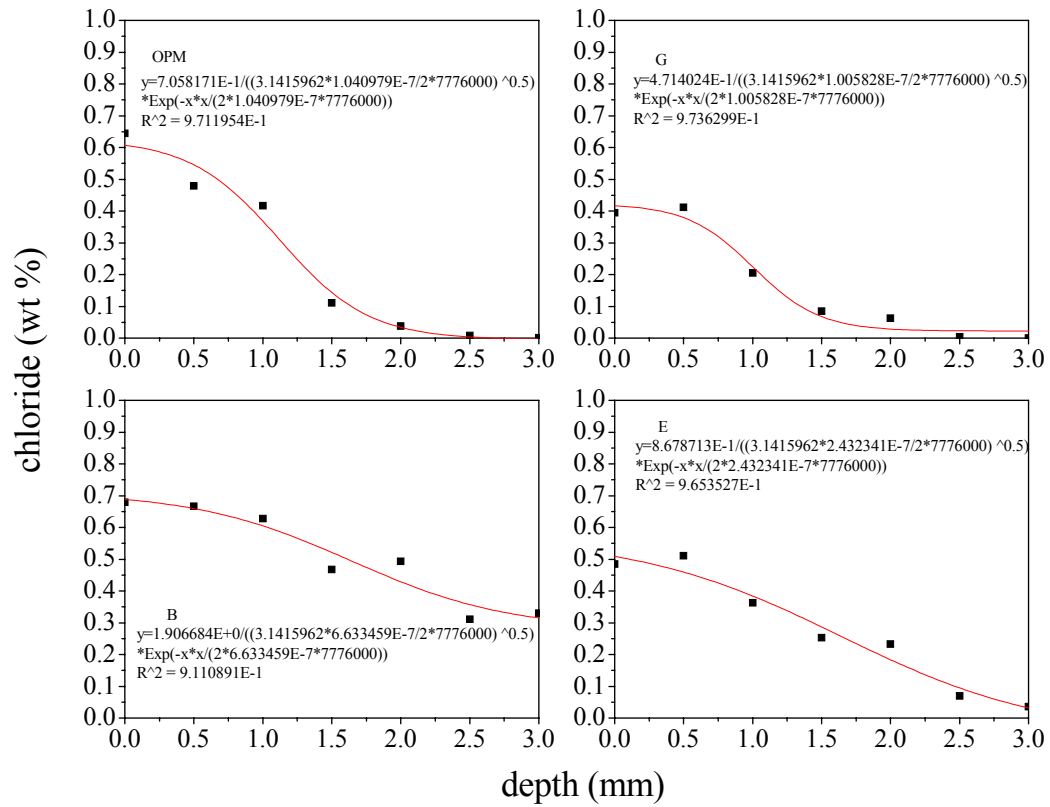 1.0
0.9
0.8
0.7
0.6
0.5
0.4
0.3
0.2
0.1
0.0
OPM
y=7.058171E-1/((3.1415962*1.040979E-7/2*7776000) ^0.5)
*Exp(-x*x/(2*1.040979E-7*7776000))
R^2 = 9.711954E-1
0.0 0.5 1.0 1.5 2.0 2.5 3.0
1.0
0.9
0.8
0.7
0.6
0.5
0.4
0.3
0.2
0.1
0.0
G
y=4.714024E-1/((3.1415962*1.005828E-7/2*7776000) ^0.5)
*Exp(-x*x/(2*1.005828E-7*7776000))
R^2 = 9.736299E-1
0.0 0.5 1.0 1.5 2.0 2.5 3.0
chloride (wt %)
1.0
0.9
0.8
0.7
0.6
0.5
0.4
0.3
0.2
0.1
0.0
B
y=1.906684E+0/((3.1415962*6.633459E-7/2*7776000) ^0.5)
*Exp(-x*x/(2*6.633459E-7*7776000))
R^2 = 9.110891E-1
0.0 0.5 1.0 1.5 2.0 2.5 3.0
1.0
0.9
0.8
0.7
0.6
0.5
0.4
0.3
0.2
0.1
0.0
E
y=8.678713E-1/((3.1415962*2.432341E-7/2*7776000) ^0.5)
*Exp(-x*x/(2*2.432341E-7*7776000))
R^2 = 9.653527E-1
0.0 0.5 1.0 1.5 2.0 2.5 3.0
depth (mm)